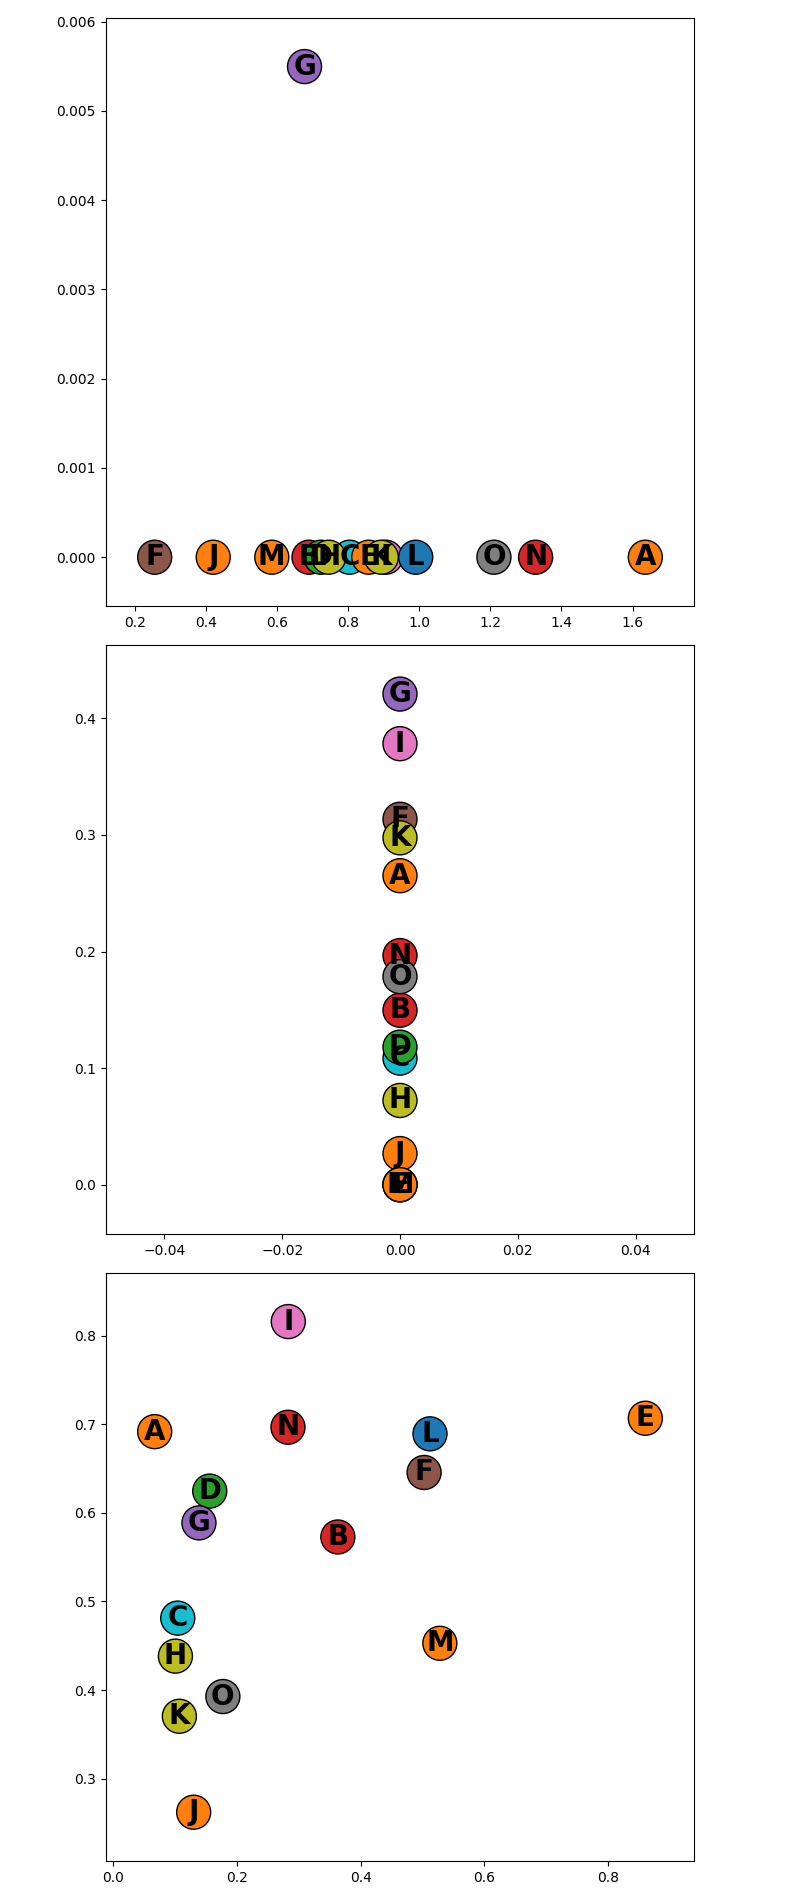 0.006
G
0.005
0.004
0.003
0.002
0.001
0.000 F J M B D H C E K L O N A
0.2 0.4 0.6 0.8 1.0 1.2 1.4 1.6
G
0.4
I
F
0.3 K
A
N
0.2
O
B
D
0.1 C
H
J
0.0
−0.04 −0.02 0.00 0.02 0.04
I
0.8
E
0.7 N
A L
F
D
0.6 G
B
0.5
C
M
H
0.4 O
K
0.3
J
0.0 0.2 0.4 0.6 0.8